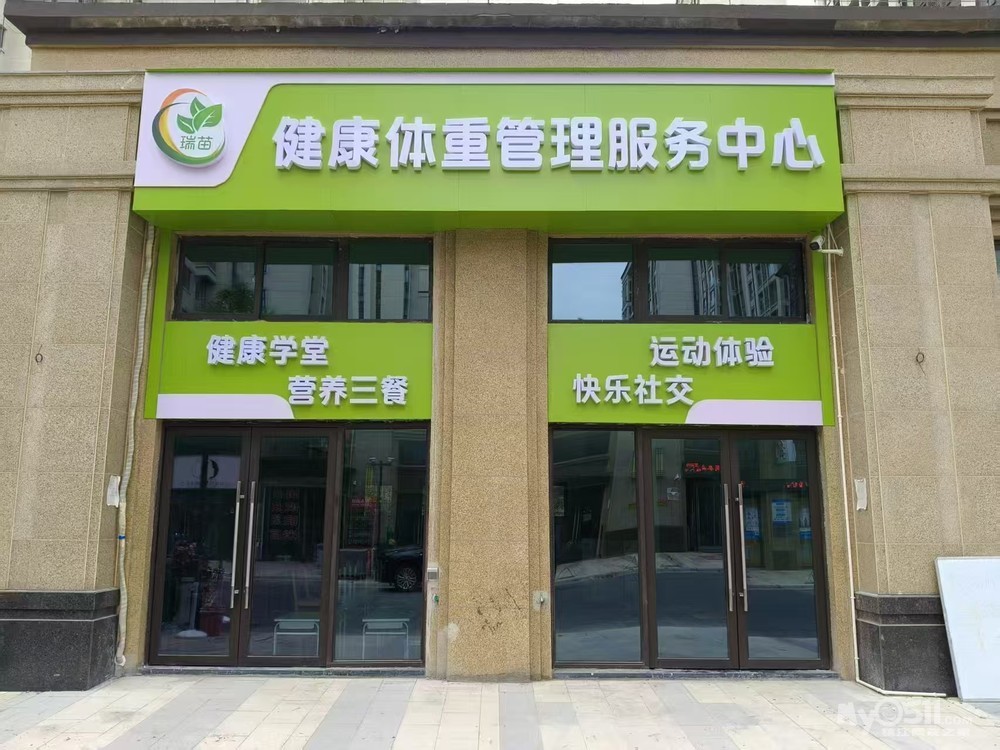 瑞苗
健康体重管理服务中心
健康学堂
营养三餐
运动体验
快乐社交